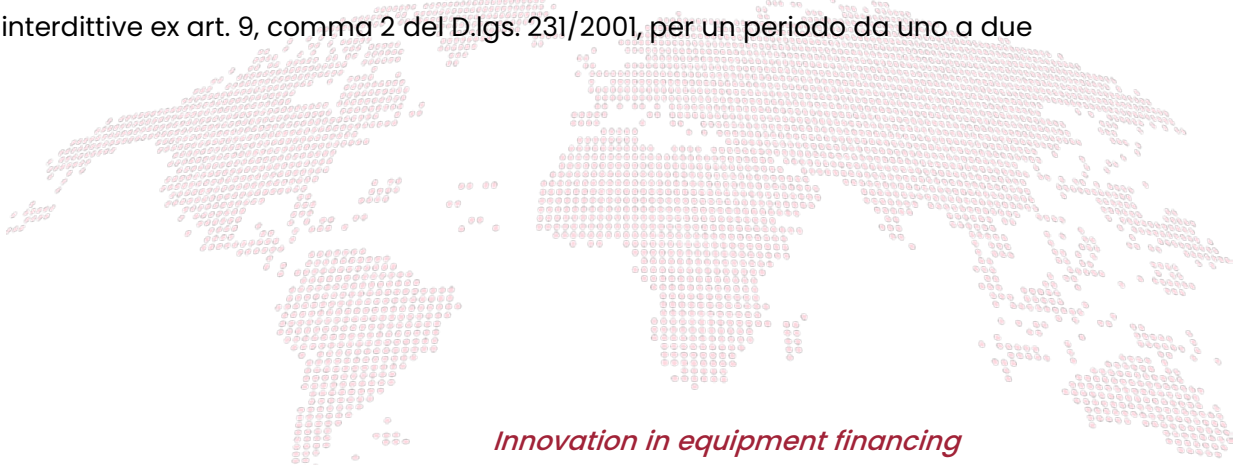 interdittive ex art. 9, comma 2 del D.lgs. 231/2001, per un periodo da uno a due
Innovation in equipment financing